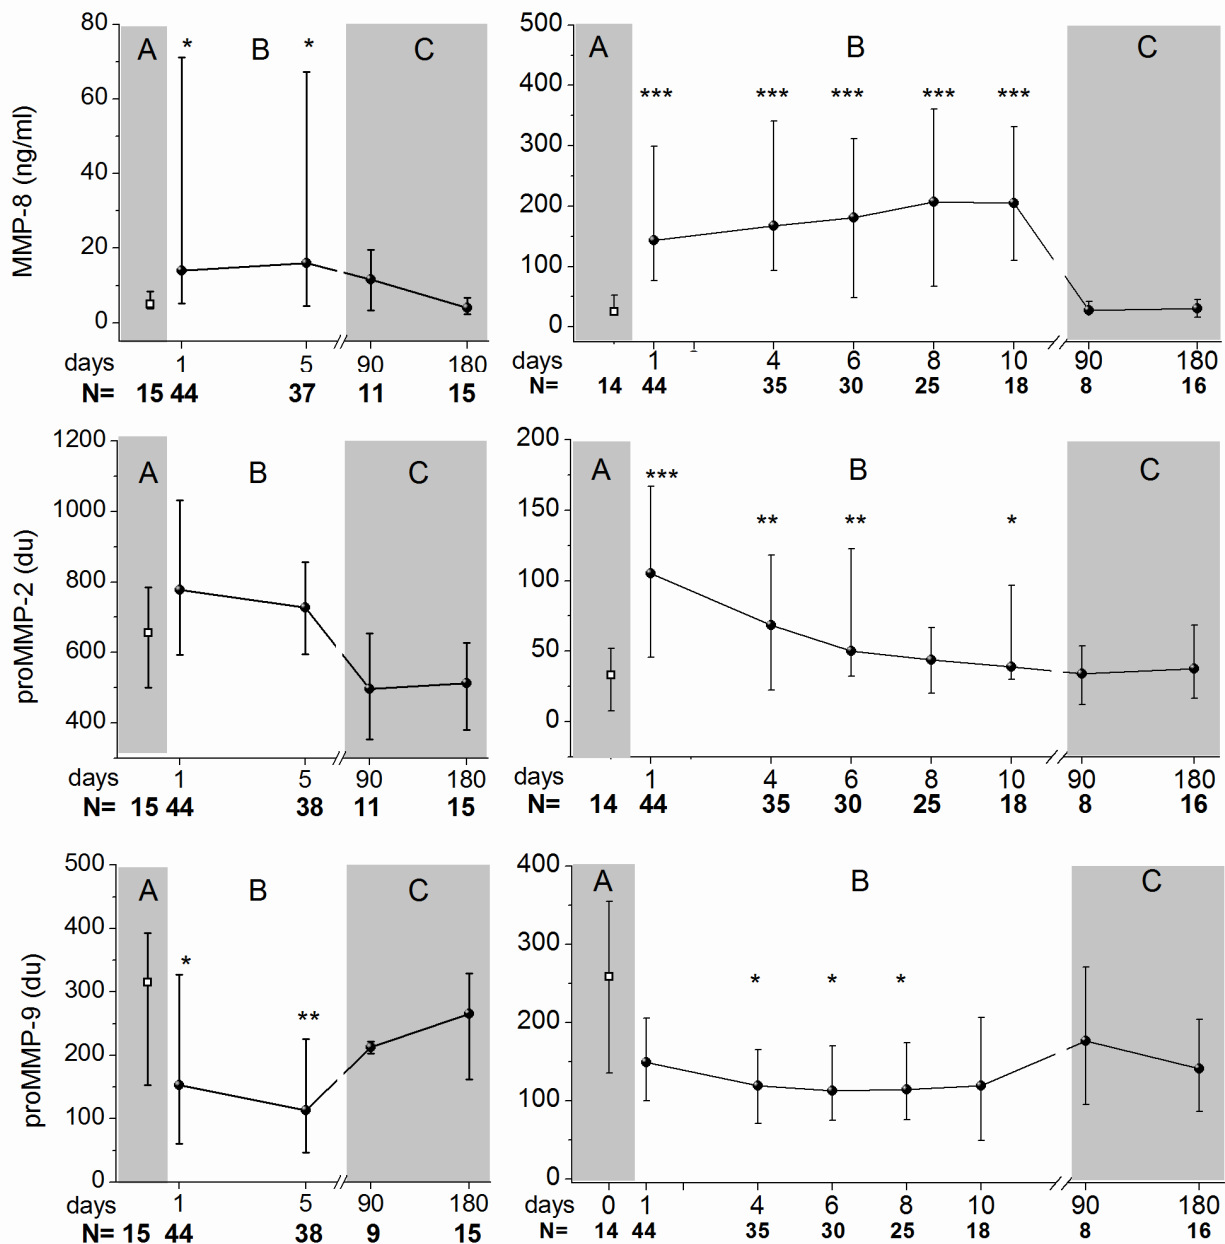 MMP-8 (ng/ml)
80
60
40
20
0
A
B
C
* *
days 1 5 90 180
N= 15 44 37 11 15
500
400
300
200
100
0
A
B
C
*** *** *** *** ***
days 1 4 6 8 10 90 180
N= 14 44 35 30 25 18 8 16
proMMP-2 (du)
1200
1000
800
600
400
A
B
C
days 1 5 90 180
N= 15 44 38 11 15
200
150
100
50
0
A
B
C
*** ** ** *
days 1 4 6 8 10 90 180
N= 14 44 35 30 25 18 8 16
proMMP-9 (du)
500
400
300
200
100
0
A
B
C
* **
days 1 5 90 180
N= 15 44 38 9 15
400
300
200
100
0
A
B
C
* * *
days 0 1 4 6 8 10 90 180
N= 14 44 35 30 25 18 8 16